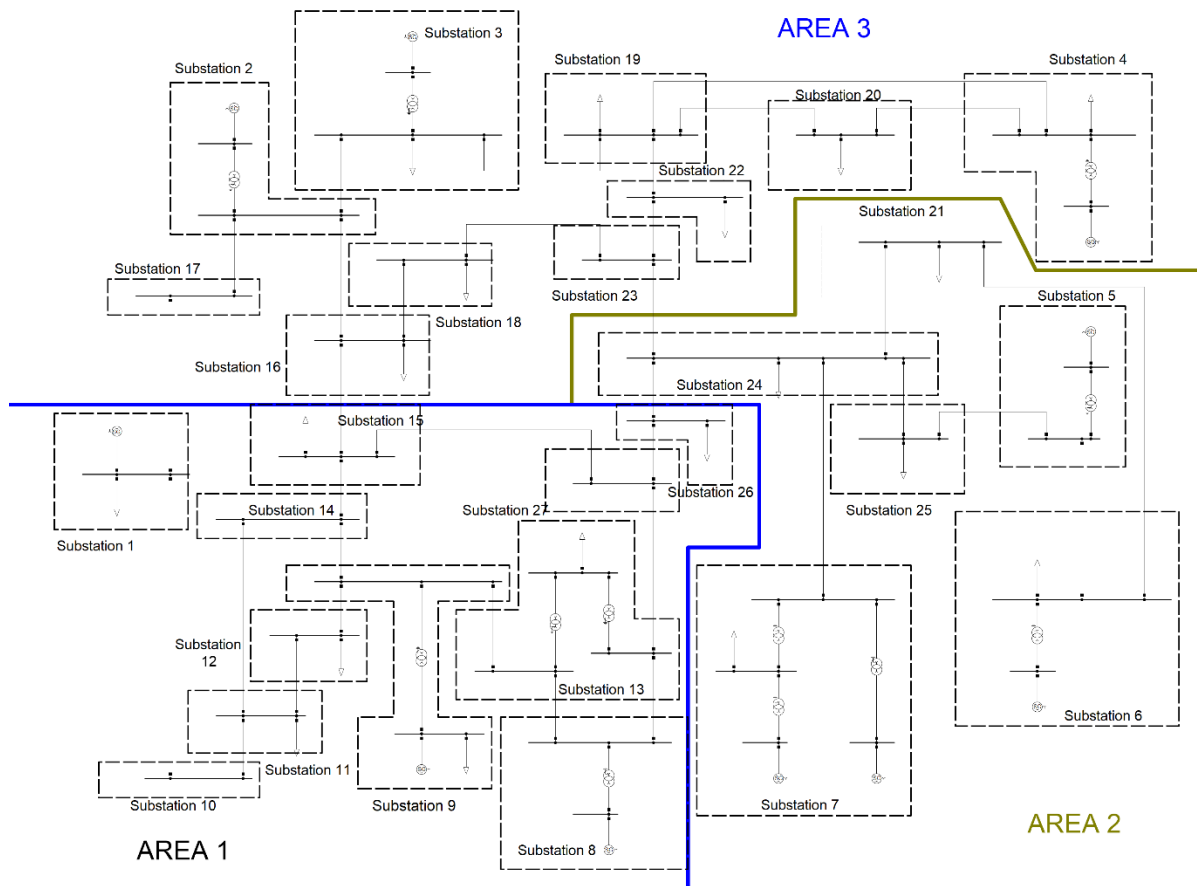 AREA 3
Substation 3
Substation 2
Substation 19
Substation 4
Substation 20
Substation 22
Substation 21
Substation 17
Substation 18
Substation 23
Substation 5
Substation 16
Substation 24
Substation 15
Substation 26
Substation 14
Substation 27
Substation 25
Substation 1
Substation
12
Substation 13
Substation 11
Substation 10
Substation 9
Substation 8
Substation 7
Substation 6
AREA 1
AREA 2